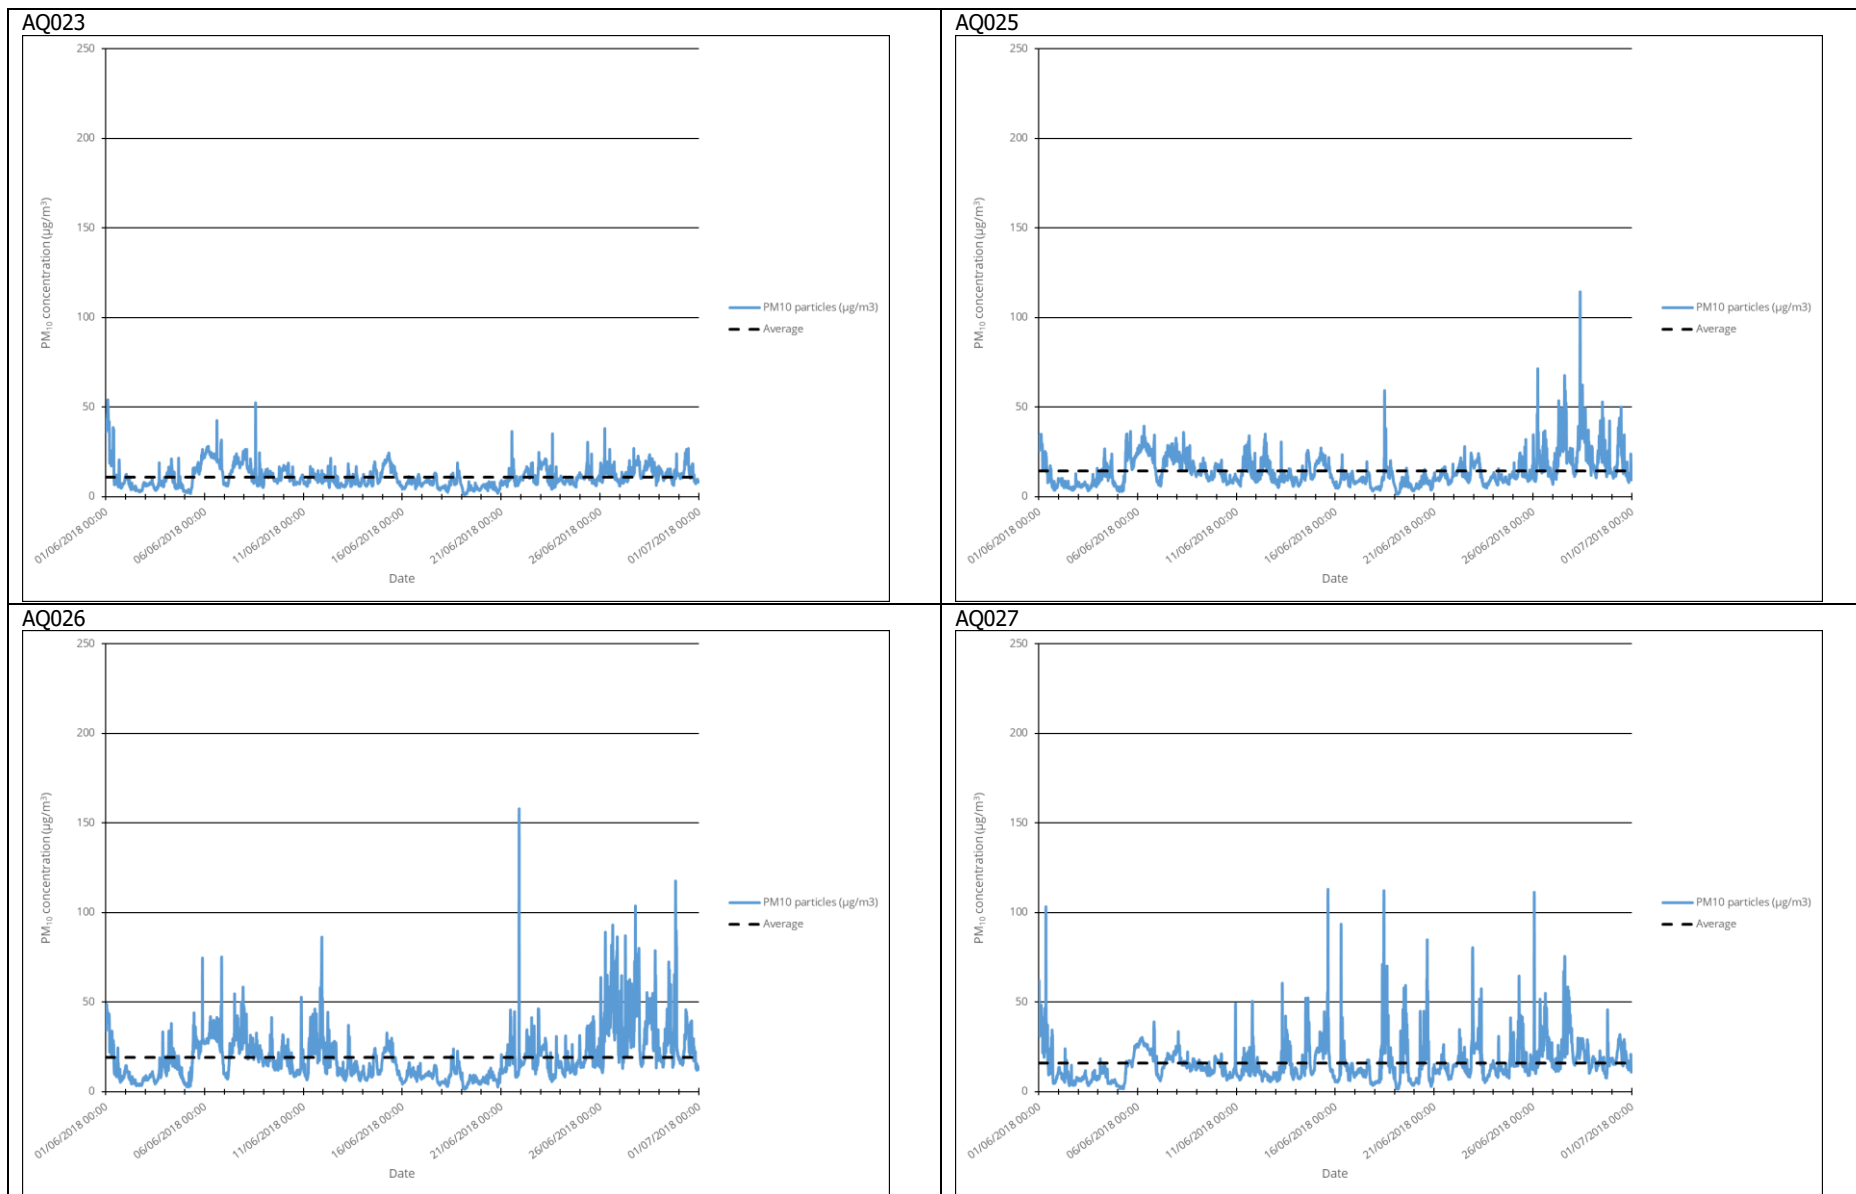 AQ023
250
200
150
100
50
0
PM₁₀ concentration (µg/m³)
01/06/2018 00:00
06/06/2018 00:00
11/06/2018 00:00
16/06/2018 00:00
21/06/2018 00:00
26/06/2018 00:00
01/07/2018 00:00
Date
PM10 particles (µg/m3)
Average
AQ025
250
200
150
100
50
0
PM₁₀ concentration (µg/m³)
01/06/2018 00:00
06/06/2018 00:00
11/06/2018 00:00
16/06/2018 00:00
21/06/2018 00:00
26/06/2018 00:00
01/07/2018 00:00
Date
PM10 particles (µg/m3)
Average
AQ026
250
200
150
100
50
0
PM₁₀ concentration (µg/m³)
01/06/2018 00:00
06/06/2018 00:00
11/06/2018 00:00
16/06/2018 00:00
21/06/2018 00:00
26/06/2018 00:00
01/07/2018 00:00
Date
PM10 particles (µg/m3)
Average
AQ027
250
200
150
100
50
0
PM₁₀ concentration (µg/m³)
01/06/2018 00:00
06/06/2018 00:00
11/06/2018 00:00
16/06/2018 00:00
21/06/2018 00:00
26/06/2018 00:00
01/07/2018 00:00
Date
PM10 particles (µg/m3)
Average